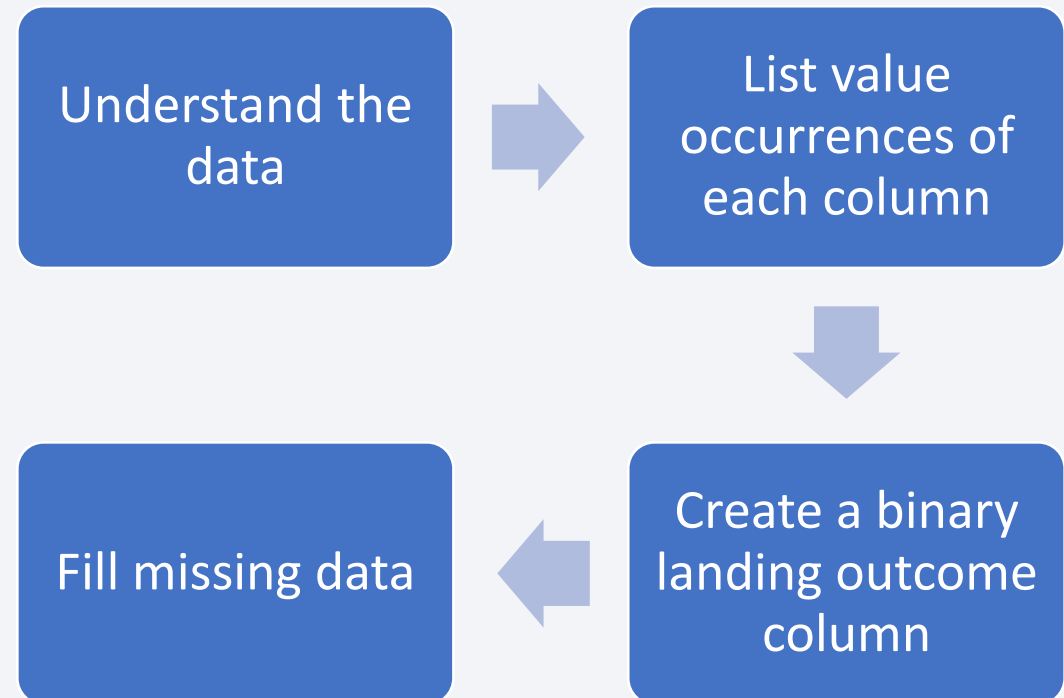 Understand the
data
List value
occurrences of
each column
Create a binary
landing outcome
column
Fill missing data